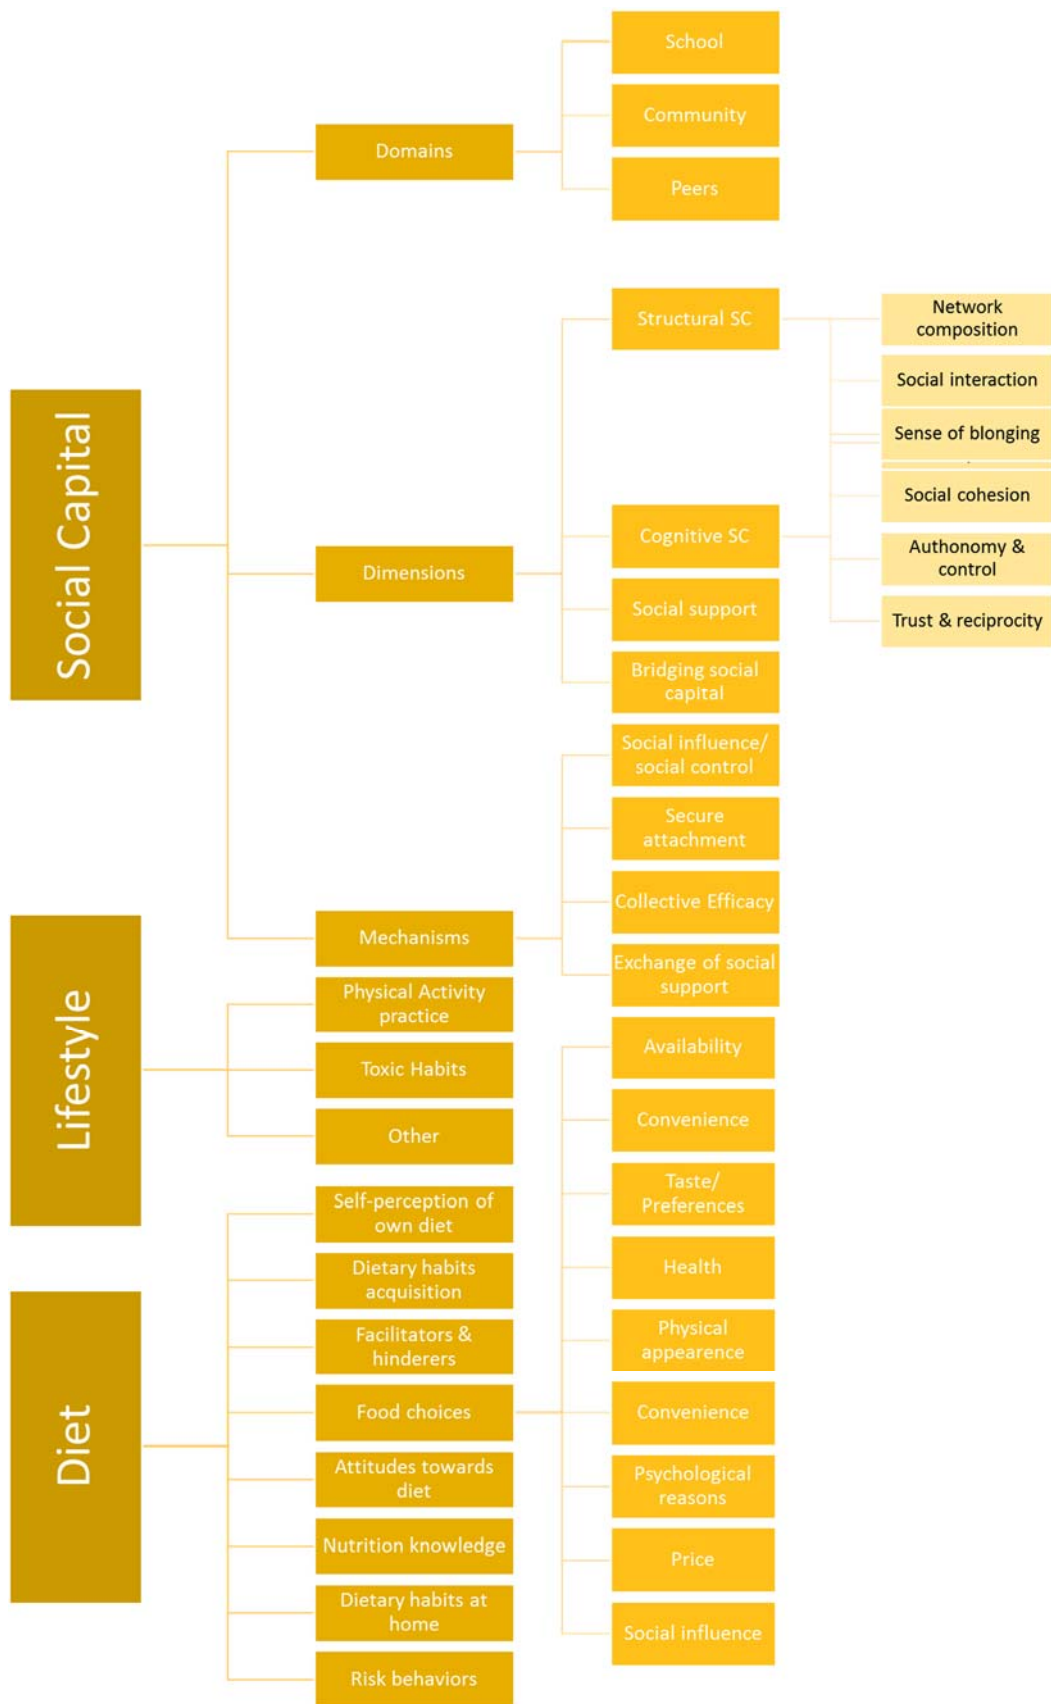 Social Capital
Domains
School
Community
Peers
Dimensions
Structural SC
Network
composition
Social interaction
Sense of blonging
Social cohesion
Cognitive SC
Authonomy &
control
Trust & reciprocity
Social support
Bridging social
capital
Mechanisms
Social influence/
social control
Secure
attachment
Collective Efficacy
Exchange of social
support
Lifestyle
Physical Activity
practice
Toxic Habits
Other
Diet
Self-perception of
own diet
Dietary habits
acquisition
Facilitators &
hinderers
Food choices
Availability
Convenience
Taste/
Preferences
Health
Physical
appearence
Convenience
Psychological
reasons
Price
Social influence
Attitudes towards
diet
Nutrition knowledge
Dietary habits at
home
Risk behaviors